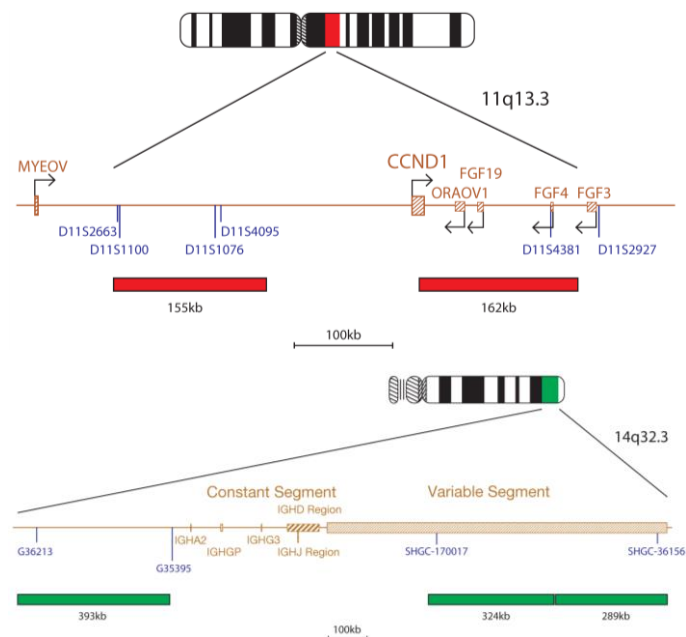 11q13.3
MYEOV
CCND1
FGF19
ORAOV1
FGF4
FGF3
D11S2663
D11S4095
D11S1100
D11S1076
D11S4381
D11S2927
155kb
162kb
100kb
14q32.3
Constant Segment
Variable Segment
IGHD Region
G36213
IGHA2
IGHG3
SHGC-170017
SHGC-36156
IGHGP
IGHJ Region
G35395
393kb
324kb
289kb
100kb